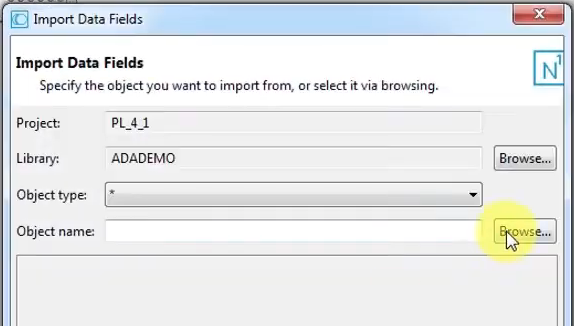 Import Data Fields
Import Data Fields
Specify the object you want to import from, or select it via browsing.
N1
Project: PL_4_1
Library: ADADEMO Browse...
Object type: *
Object name: Browse...